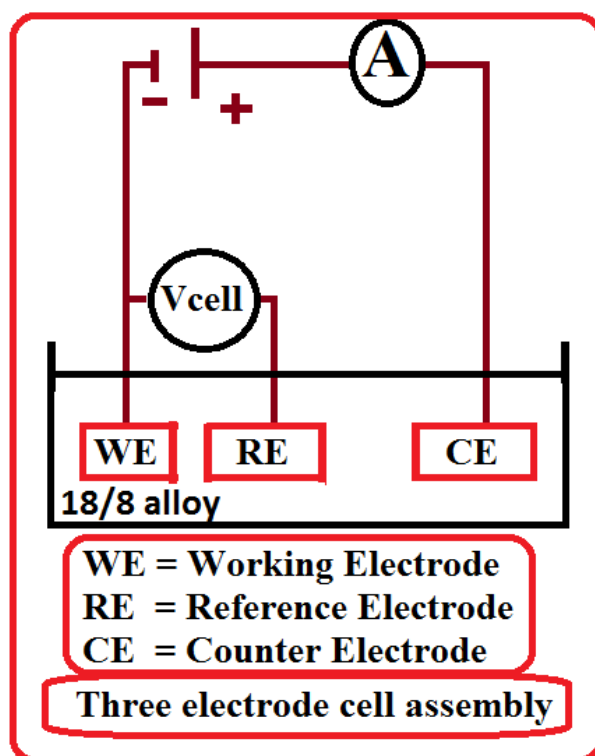 A
- +
Vcell
WE RE CE
18/8 alloy
WE = Working Electrode
RE = Reference Electrode
CE = Counter Electrode
Three electrode cell assembly